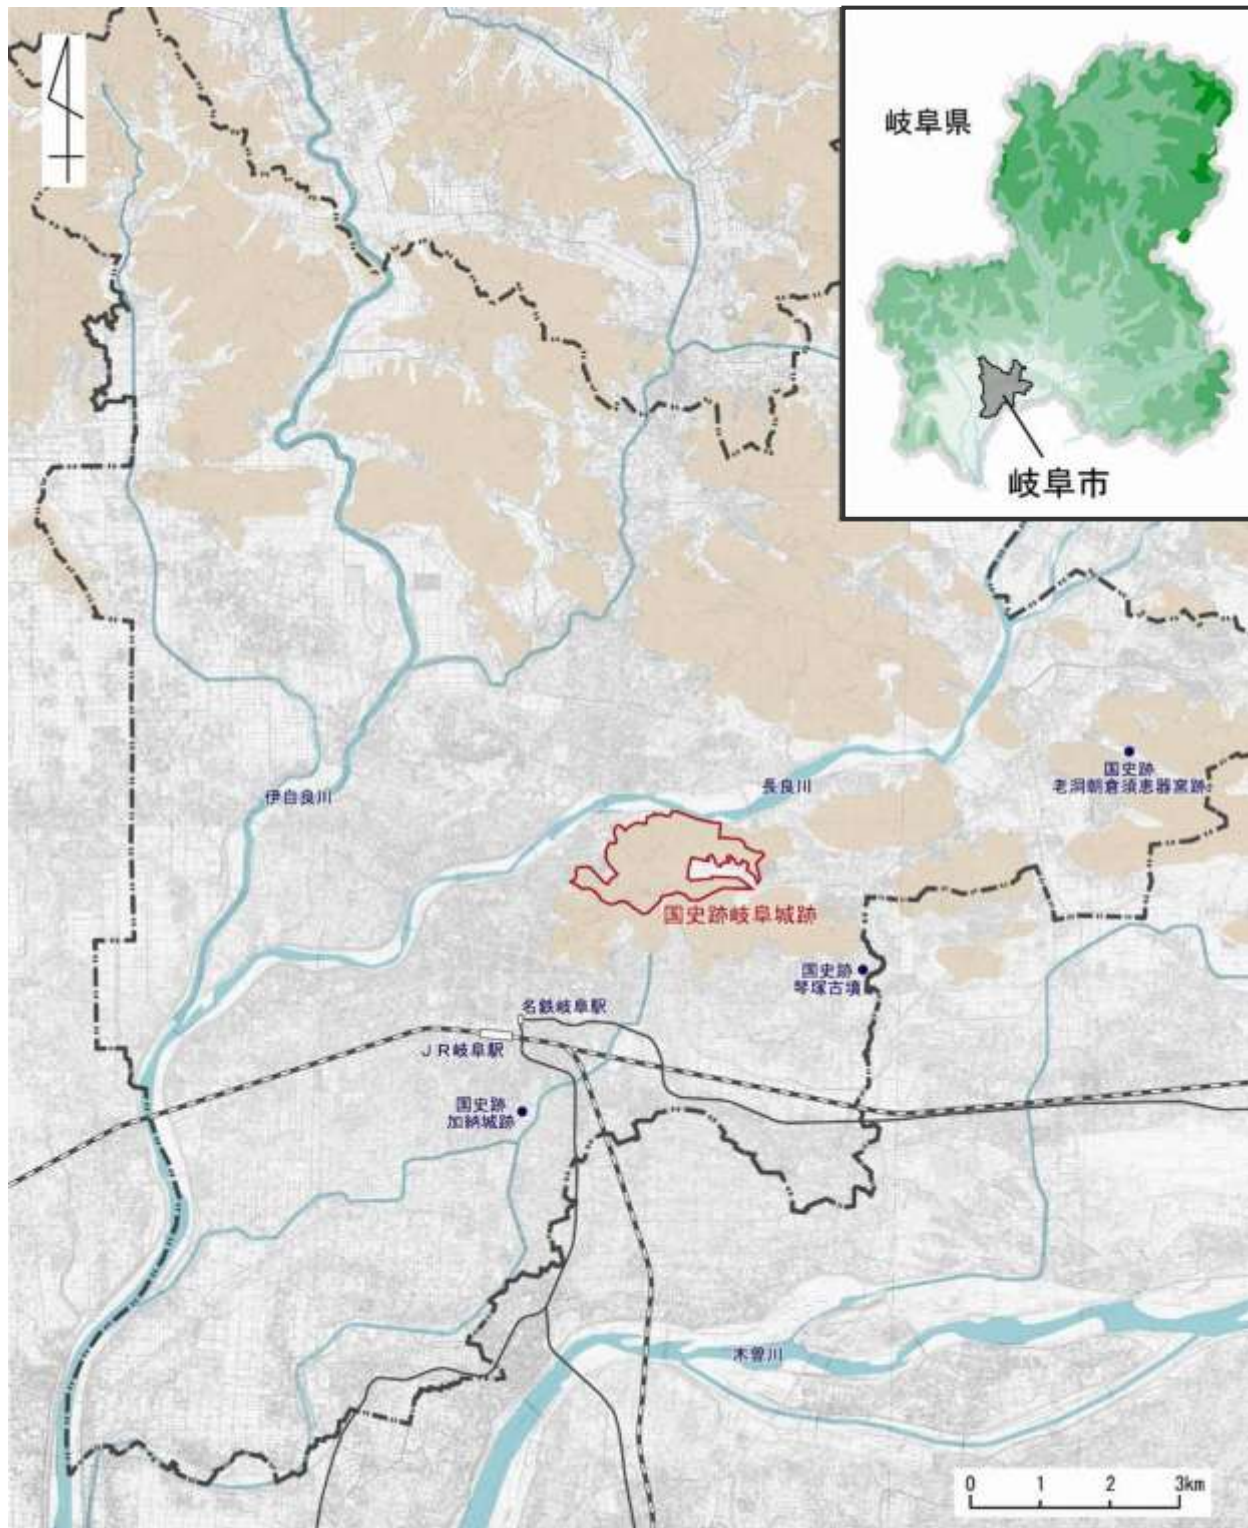 岐阜県
岐阜市
長良川
国史跡
老洞朝倉須恵器窯跡
伊自良川
国史跡岐阜城跡
国史跡
琴塚古墳
名鉄岐阜駅
JR岐阜駅
国史跡
加納城跡
木曽川
0 1 2 3km